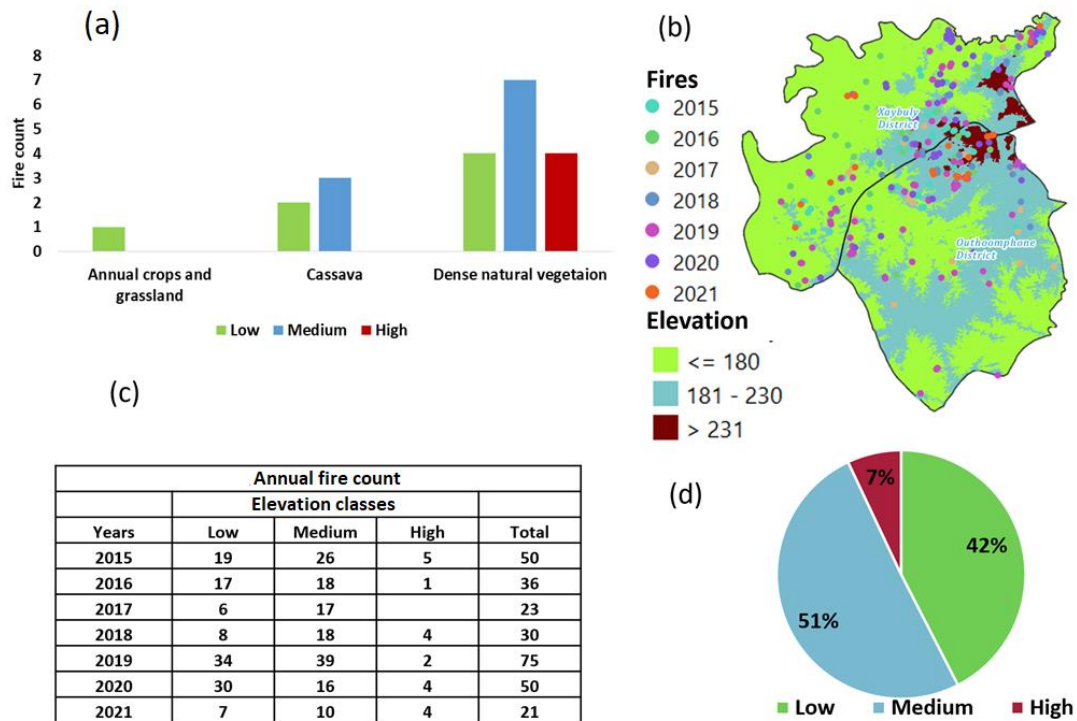 (a)
8
7
6
5
4
3
2
1
0
Fire count
Annual crops and
grassland
Cassava
Dense natural vegetaion
Low Medium High
(b)
Fires
2015
2016
2017
2018
2019
2020
2021
Elevation
<= 180
181 - 230
> 231
Xaybuly
District
Outhoomphone
District
(c)
Annual fire count
Elevation classes
Years Low Medium High Total
2015 19 26 5 50
2016 17 18 1 36
2017 6 17 23
2018 8 18 4 30
2019 34 39 2 75
2020 30 16 4 50
2021 7 10 4 21
(d)
7%
42%
51%
Low Medium High